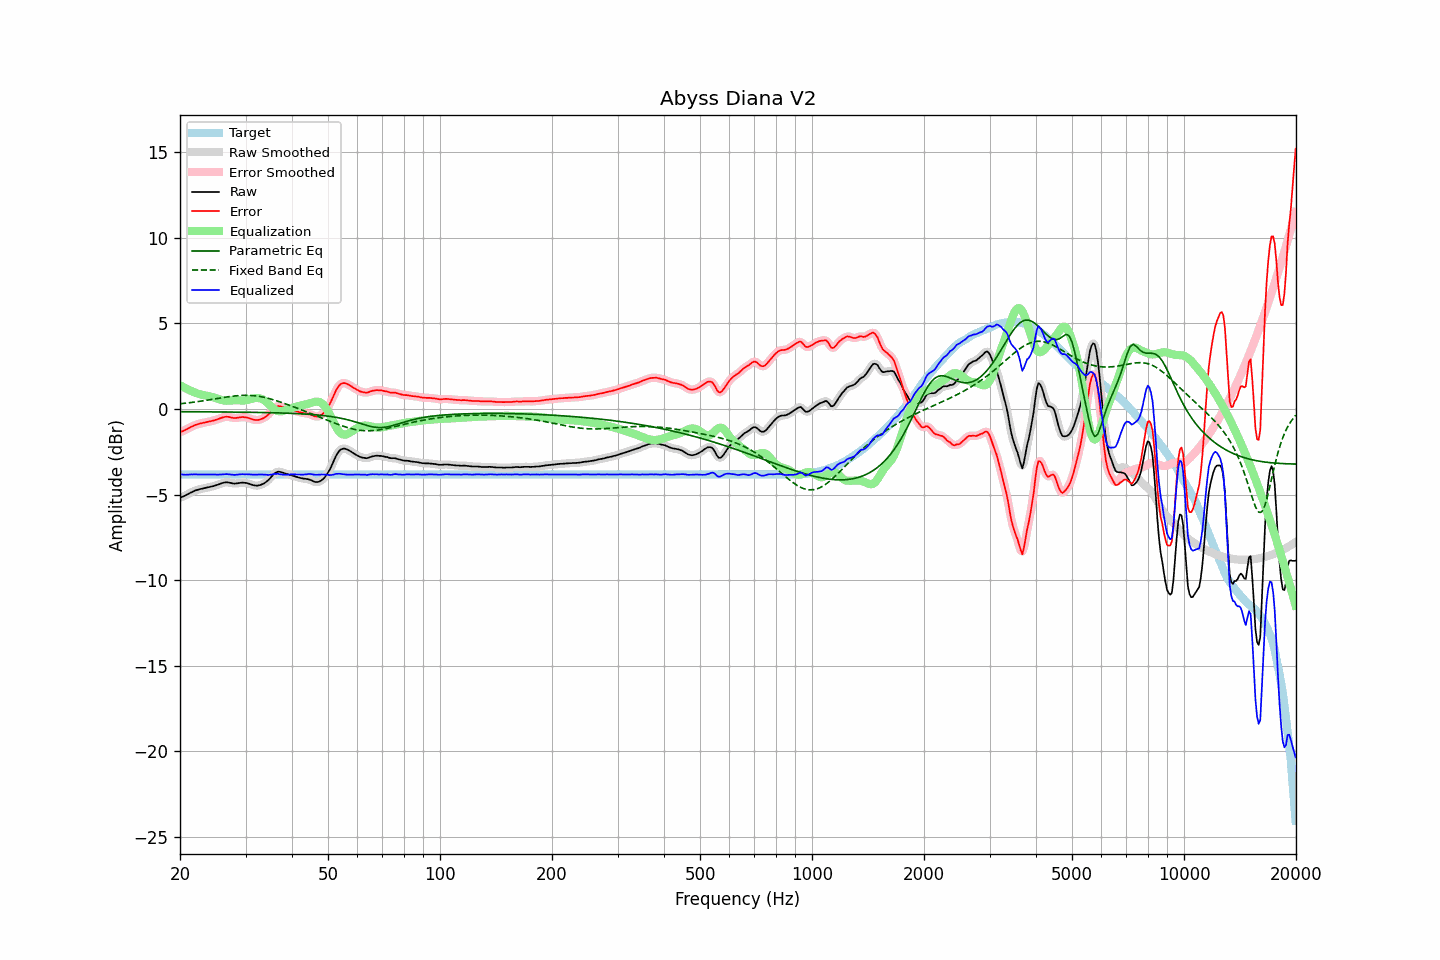 Abyss Diana V2
Target
Raw Smoothed
Error Smoothed
Raw
Error
Equalization
Parametric Eq
Fixed Band Eq
Equalized
15
10
5
0
−5
−10
−15
−20
−25
Amplitude (dBr)
20 50 100 200 500 1000 2000 5000 10000 20000
Frequency (Hz)